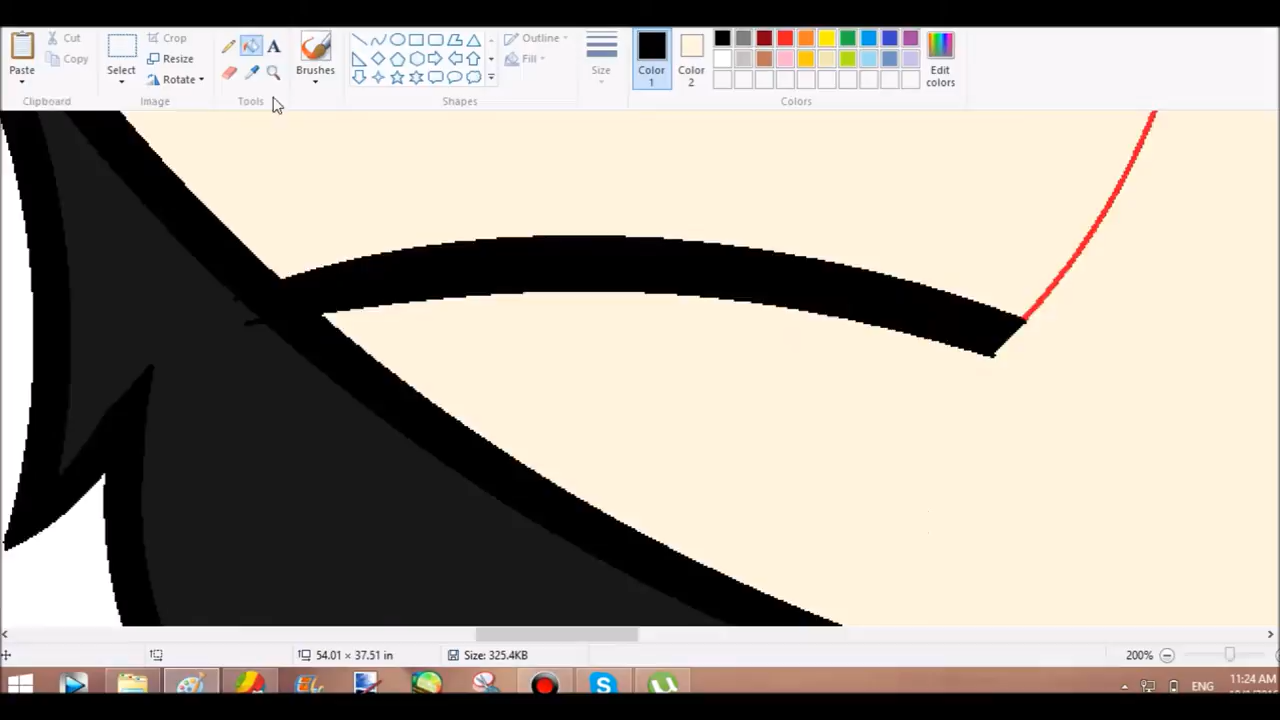 Cut
Copy
Paste
Clipboard
Crop
Resize
Rotate
Select
Image
A
Tools
Brushes
Outline
Fill
Shapes
Size
Color 1
Color 2
Edit colors
Colors
54.01 × 37.51 in
Size: 325.4KB
200%
ENG
11:24 AM